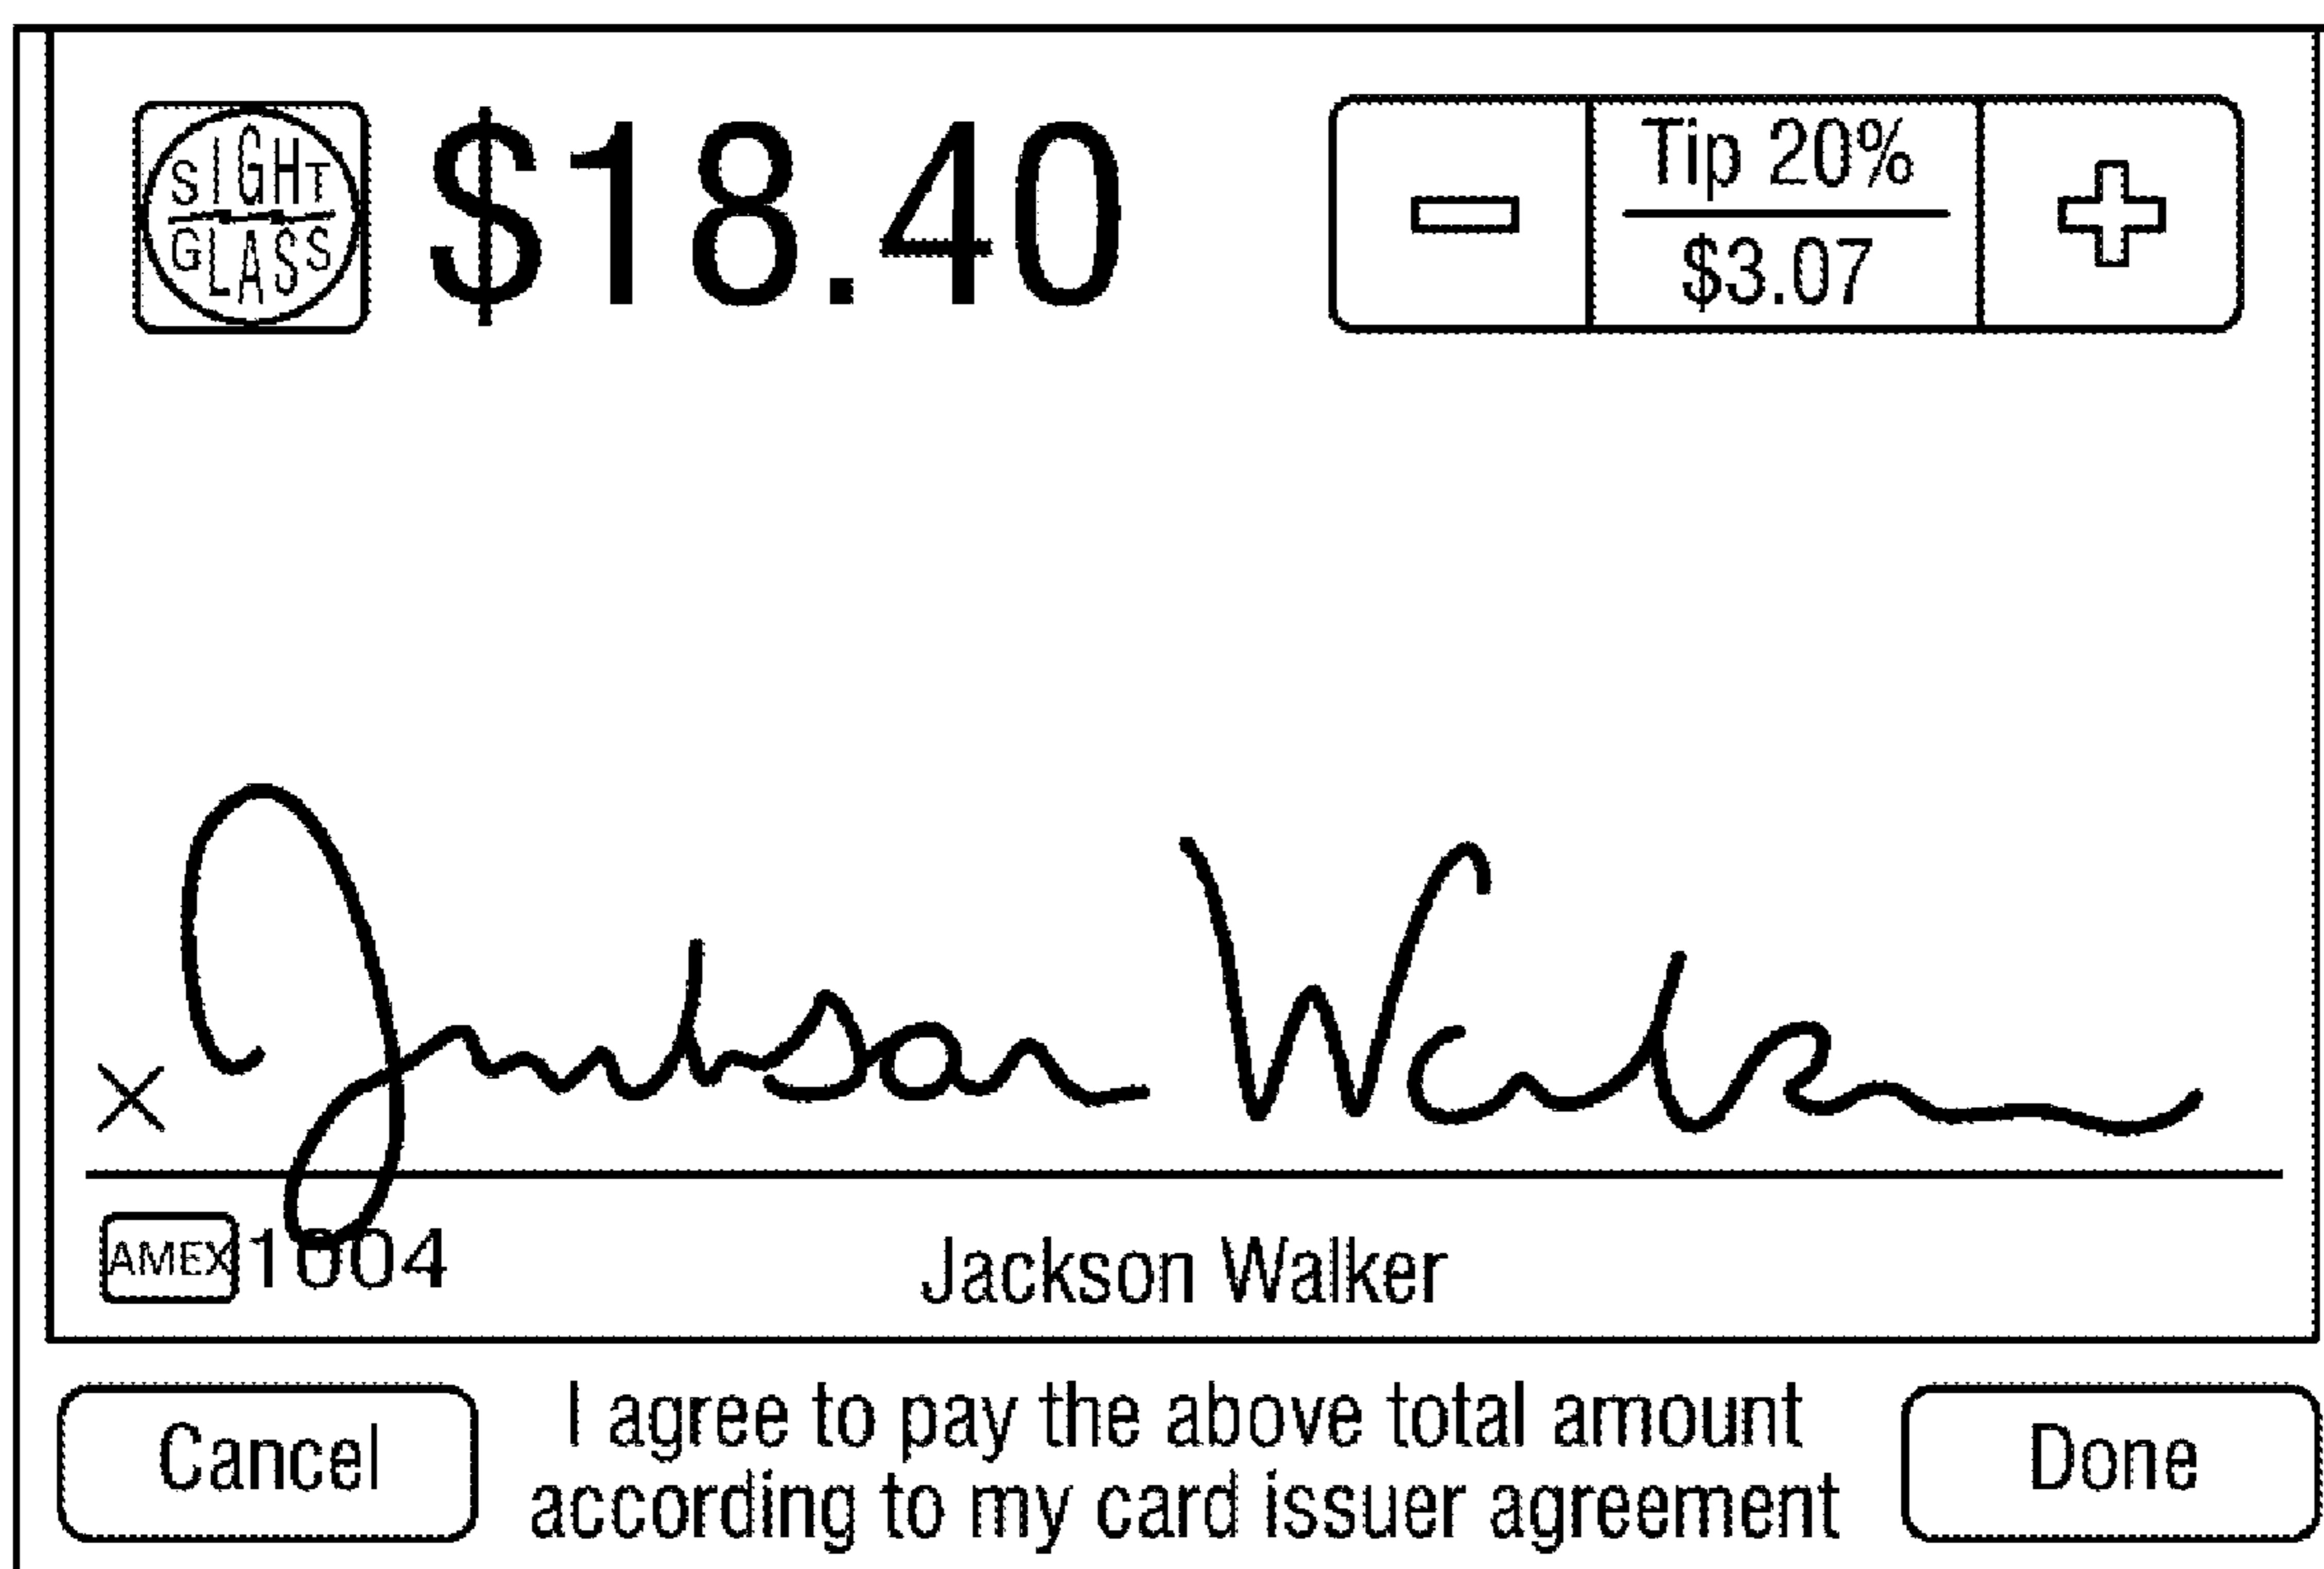 SIGHT
GLASS
$18.40
Tip 20%
$3.07
Jackson Walker
AMEX 1004
Jackson Walker
Cancel
I agree to pay the above total amount
according to my card issuer agreement
Done